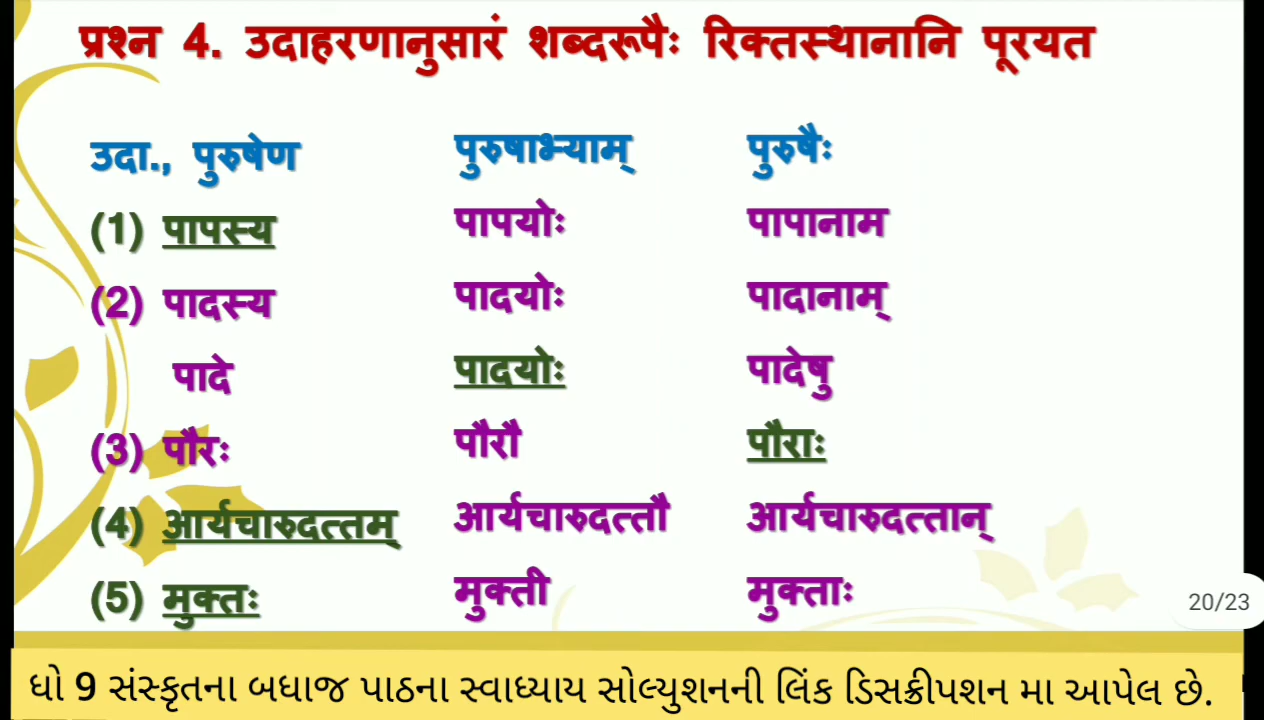 प्रश्न 4. उदाहरणानुसारं शब्दरूपैः रिक्तस्थानानि पूरयत
उदा., पुरुषेण पुरुषाभ्याम् पुरुषैः
(1) पापस्य पापयोः पापानाम
(2) पादस्य पादयोः पादानाम्
पादे पादयोः पादेषु
(3) पौरः पौरौ पौराः
(4) आर्यचारुदत्तम् आर्यचारुदत्तौ आर्यचारुदत्तान्
(5) मुक्तः मुक्ती मुक्ताः
20/23
ધો 9 સંસ્કૃતના બધાજ પાઠના સ્વાધ્યાય સોલ્યુશનની લિંક ડિસક્રીપશન મા આપેલ છે.